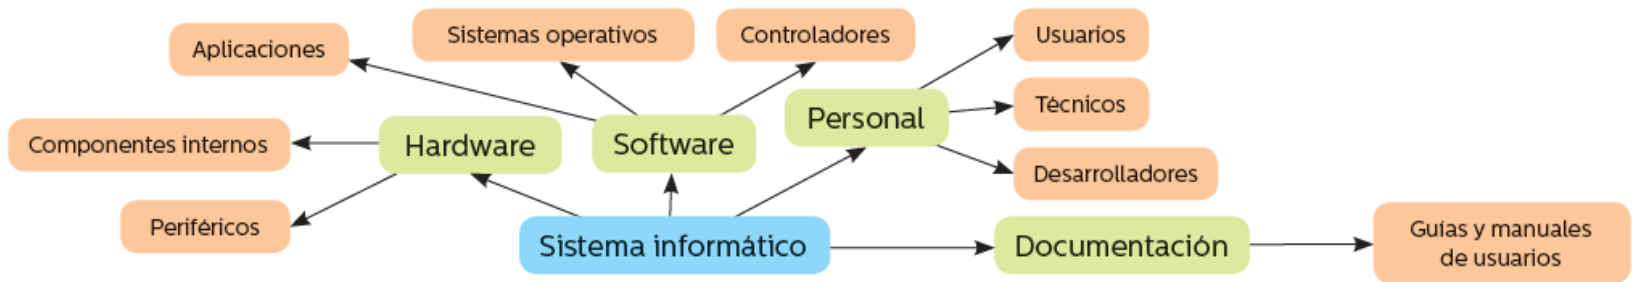 Aplicaciones
Sistemas operativos
Controladores
Usuarios
Técnicos
Personal
Componentes internos
Hardware
Software
Desarrolladores
Periféricos
Sistema informático
Documentación
Guías y manuales
de usuarios